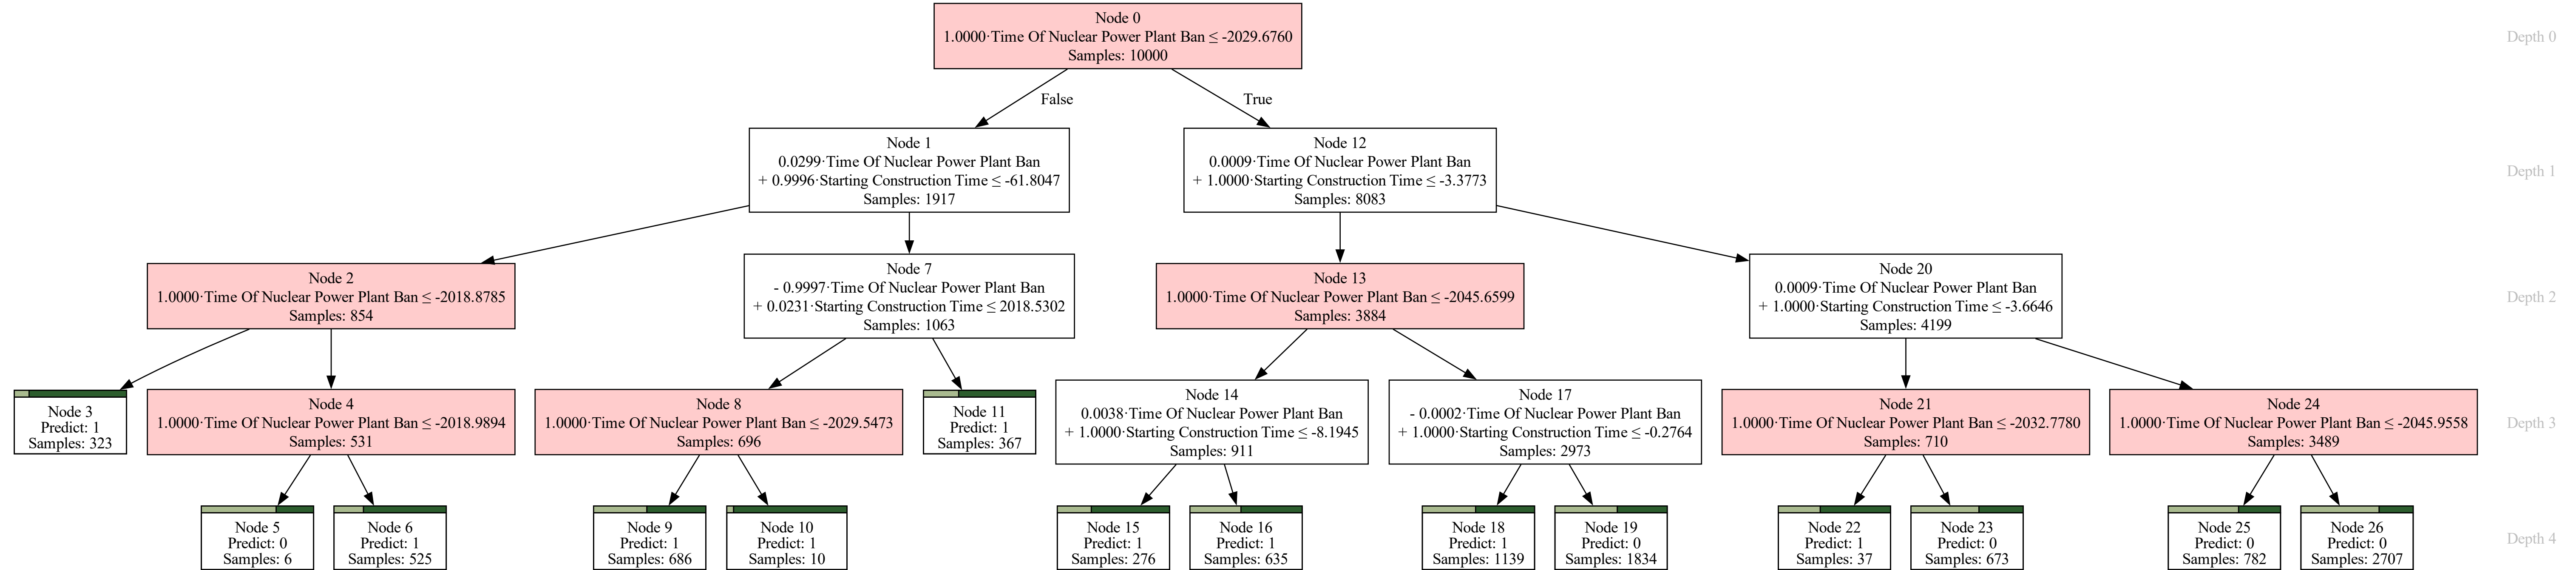 Node 0
1.0000·Time Of Nuclear Power Plant Ban ≤ -2029.6760
Samples: 10000
Depth 0
False
True
Node 1
0.0299·Time Of Nuclear Power Plant Ban
+ 0.9996·Starting Construction Time ≤ -61.8047
Samples: 1917
Node 12
0.0009·Time Of Nuclear Power Plant Ban
+ 1.0000·Starting Construction Time ≤ -3.3773
Samples: 8083
Depth 1
Node 2
1.0000·Time Of Nuclear Power Plant Ban ≤ -2018.8785
Samples: 854
Node 7
- 0.9997·Time Of Nuclear Power Plant Ban
+ 0.0231·Starting Construction Time ≤ 2018.5302
Samples: 1063
Node 13
1.0000·Time Of Nuclear Power Plant Ban ≤ -2045.6599
Samples: 3884
Node 20
0.0009·Time Of Nuclear Power Plant Ban
+ 1.0000·Starting Construction Time ≤ -3.6646
Samples: 4199
Depth 2
Node 3
Predict: 1
Samples: 323
Node 4
1.0000·Time Of Nuclear Power Plant Ban ≤ -2018.9894
Samples: 531
Node 8
1.0000·Time Of Nuclear Power Plant Ban ≤ -2029.5473
Samples: 696
Node 11
Predict: 1
Samples: 367
Node 14
0.0038·Time Of Nuclear Power Plant Ban
+ 1.0000·Starting Construction Time ≤ -8.1945
Samples: 911
Node 17
- 0.0002·Time Of Nuclear Power Plant Ban
+ 1.0000·Starting Construction Time ≤ -0.2764
Samples: 2973
Node 21
1.0000·Time Of Nuclear Power Plant Ban ≤ -2032.7780
Samples: 710
Node 24
1.0000·Time Of Nuclear Power Plant Ban ≤ -2045.9558
Samples: 3489
Depth 3
Node 5
Predict: 0
Samples: 6
Node 6
Predict: 1
Samples: 525
Node 9
Predict: 1
Samples: 686
Node 10
Predict: 1
Samples: 10
Node 15
Predict: 1
Samples: 276
Node 16
Predict: 1
Samples: 635
Node 18
Predict: 1
Samples: 1139
Node 19
Predict: 0
Samples: 1834
Node 22
Predict: 1
Samples: 37
Node 23
Predict: 0
Samples: 673
Node 25
Predict: 0
Samples: 782
Node 26
Predict: 0
Samples: 2707
Depth 4